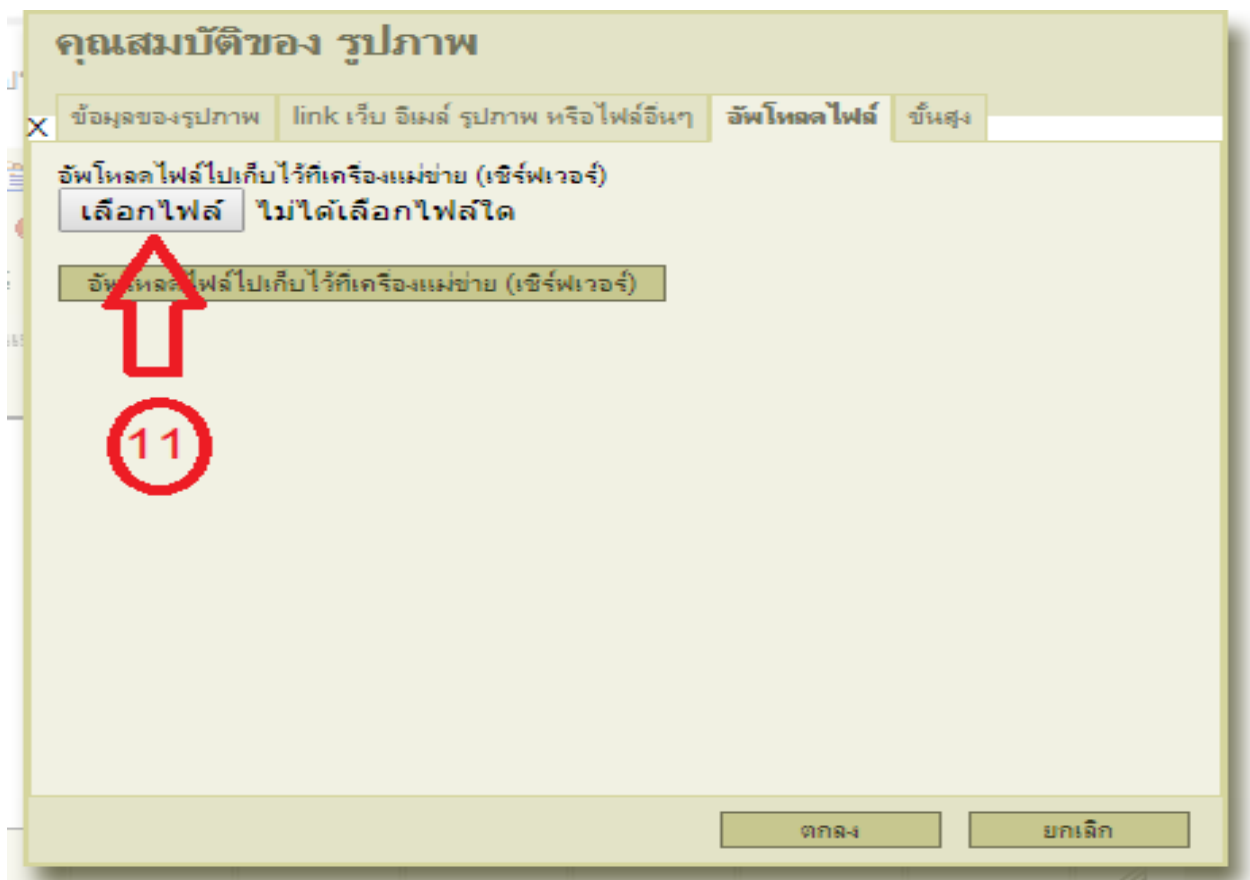 คุณสมบัติของ รูปภาพ
X ข้อมูลของรูปภาพ link เว็บ อีเมล์ รูปภาพ หรือไฟล์อื่นๆ อัพโหลดไฟล์ ขั้นสูง
อัพโหลดไฟล์ไปเก็บไว้ที่เครื่องแม่ข่าย (เซิร์ฟเวอร์)
เลือกไฟล์ ไม่ได้เลือกไฟล์ใด
อัพโหลดไฟล์ไปเก็บไว้ที่เครื่องแม่ข่าย (เซิร์ฟเวอร์)
11
ตกลง ยกเลิก